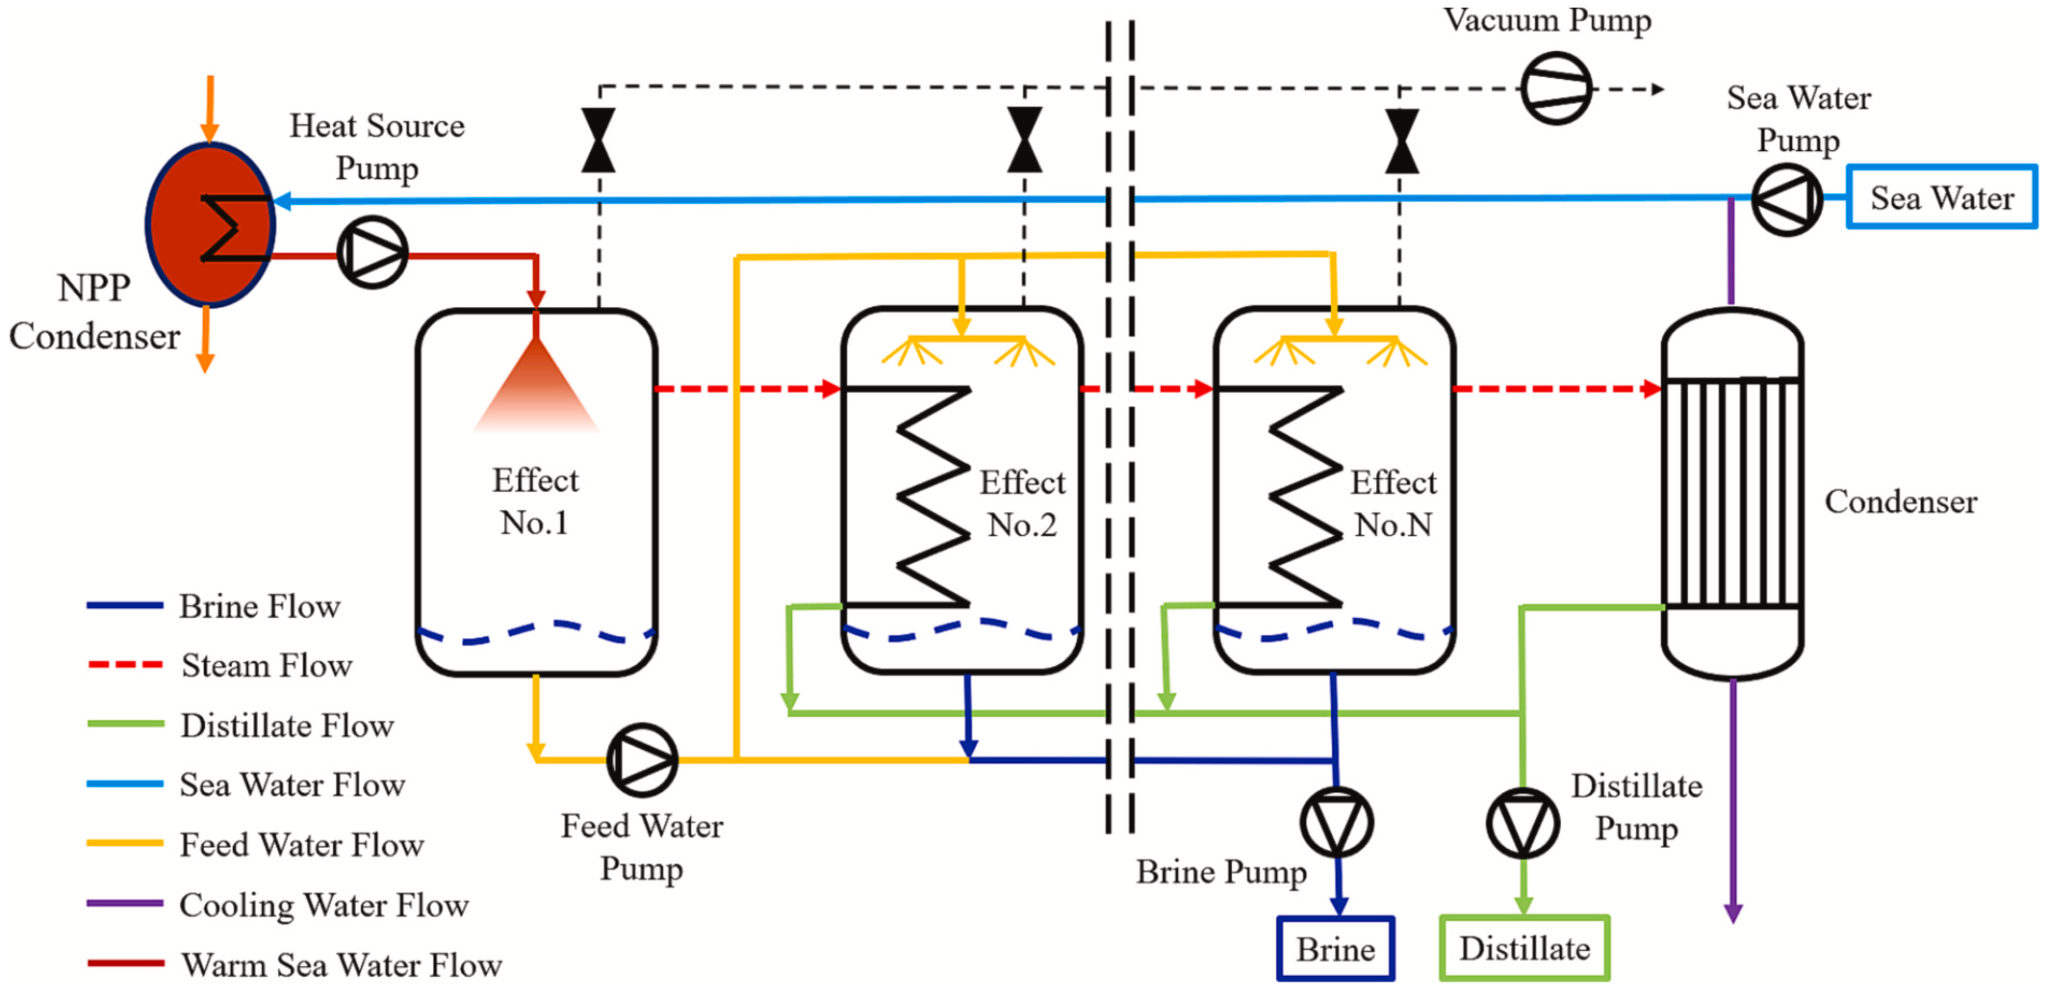 Vacuum Pump
Sea Water
Pump
Sea Water
Heat Source
Pump
NPP
Condenser
Effect
No.1
Effect
No.2
Effect
No.N
Condenser
Brine Flow
Steam Flow
Distillate Flow
Sea Water Flow
Feed Water Flow
Cooling Water Flow
Warm Sea Water Flow
Feed Water
Pump
Brine Pump
Distillate
Pump
Brine
Distillate